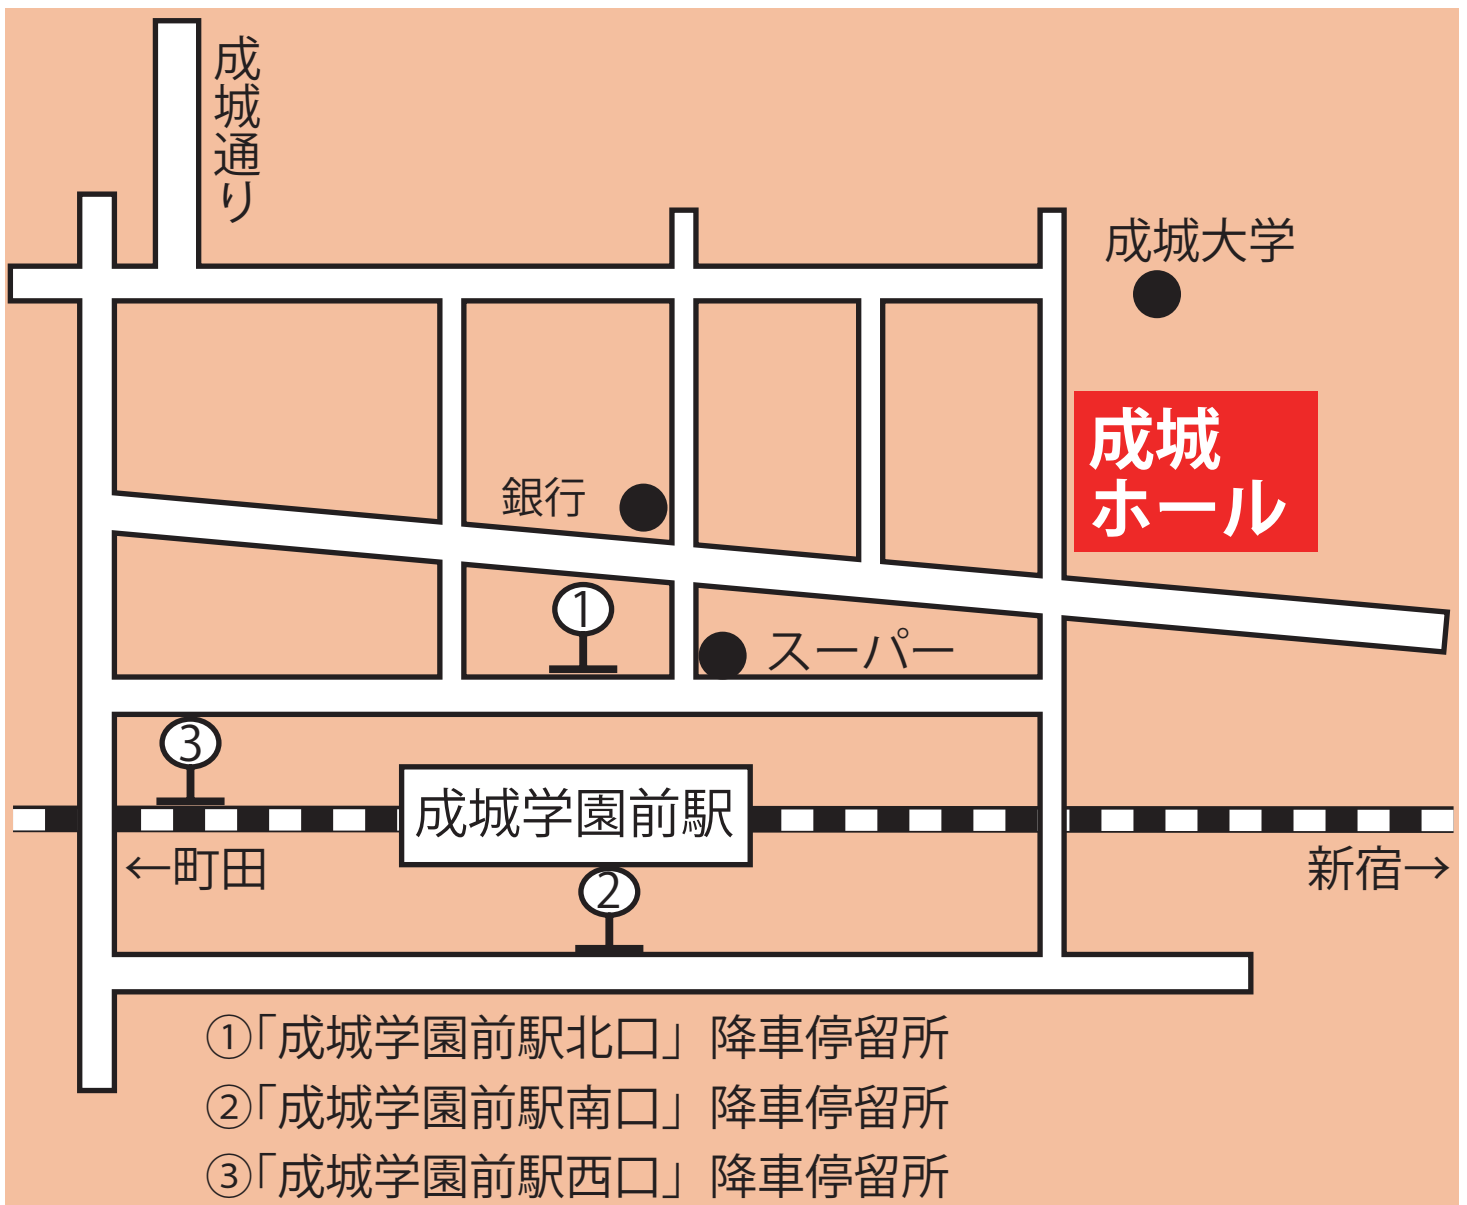 成城通り
成城大学
成城
ホール
銀行
①
スーパー
③
成城学園前駅
←町田
新宿→
②
①「成城学園前駅北口」降車停留所
②「成城学園前駅南口」降車停留所
③「成城学園前駅西口」降車停留所